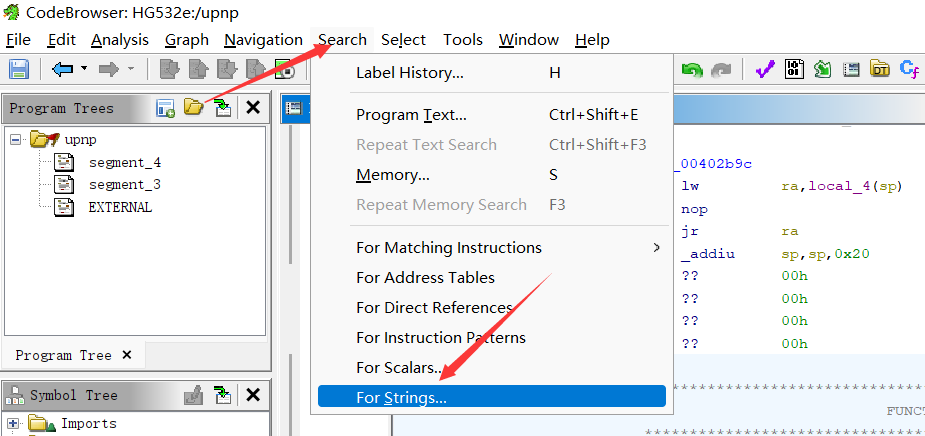 CodeBrowser: HG532e:/upnp
File Edit Analysis Graph Navigation Search Select Tools Window Help
Label History... H
Program Text... Ctrl+Shift+E
Repeat Text Search Ctrl+Shift+F3
Memory... S
Repeat Memory Search F3
For Matching Instructions
For Address Tables
For Direct References
For Instruction Patterns
For Scalars...
For Strings...
Program Trees
upnp
segment_4
segment_3
EXTERNAL
Program Tree
Symbol Tree
Imports
_00402b9c
lw ra,local_4(sp)
nop
jr ra
_addiu sp,sp,0x20
?? 00h
?? 00h
?? 00h
?? 00h
FUNCT